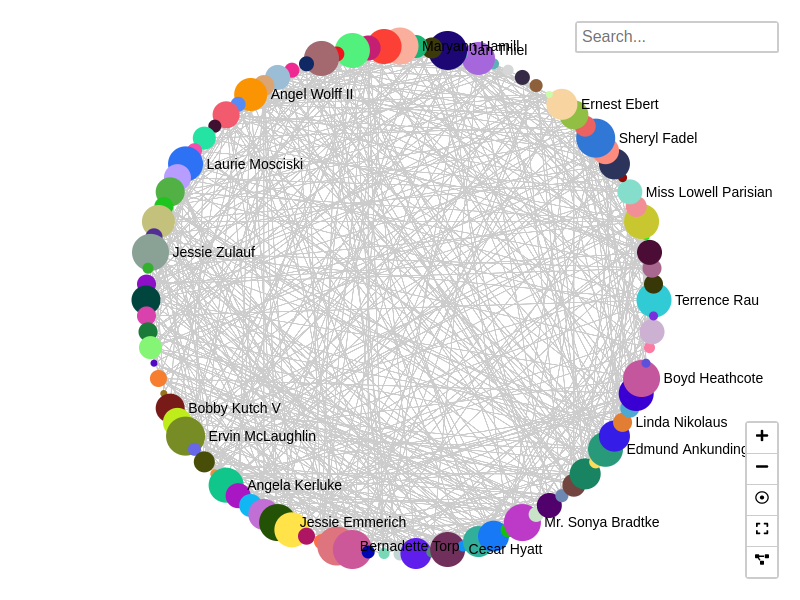 Search...
Maryann Hamill
Jan Thiel
Angel Wolff II
Ernest Ebert
Sheryl Fadel
Laurie Mosciski
Miss Lowell Parisian
Jessie Zulauf
Terrence Rau
Boyd Heathcote
Bobby Kutch V
Linda Nikolaus
Ervin McLaughlin
Edmund Ankunding
Angela Kerluke
Jessie Emmerich
Mr. Sonya Bradtke
Bernadette Torp
Cesar Hyatt